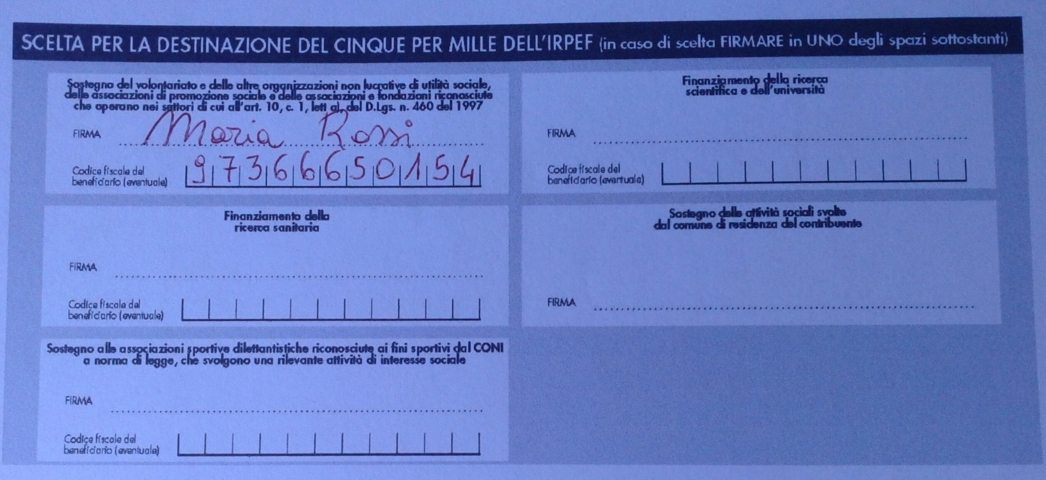 SCELTA PER LA DESTINAZIONE DEL CINQUE PER MILLE DELL'IRPEF (in caso di scelta FIRMARE in UNO degli spazi sottostanti)
Sostegno del volontariato e delle altre organizzazioni non lucrative di utilità sociale,
delle associazioni di promozione sociale e delle associazioni e fondazioni riconosciute
che operano nei settori di cui all'art. 10, c. 1, lett a), del D.Lgs. n. 460 del 1997
FIRMA Maria Rossi
Codice fiscale del
beneficiario (eventuale) 97366650154
Finanziamento della ricerca
scientifica e dell'università
FIRMA
Codice fiscale del
beneficiario (eventuale)
Finanziamento della
ricerca sanitaria
FIRMA
Codice fiscale del
beneficiario (eventuale)
Sostegno delle attività sociali svolte
dal comune di residenza del contribuente
FIRMA
Sostegno alle associazioni sportive dilettantistiche riconosciute ai fini sportivi dal CONI
a norma di legge, che svolgono una rilevante attività di interesse sociale
FIRMA
Codice fiscale del
beneficiario (eventuale)